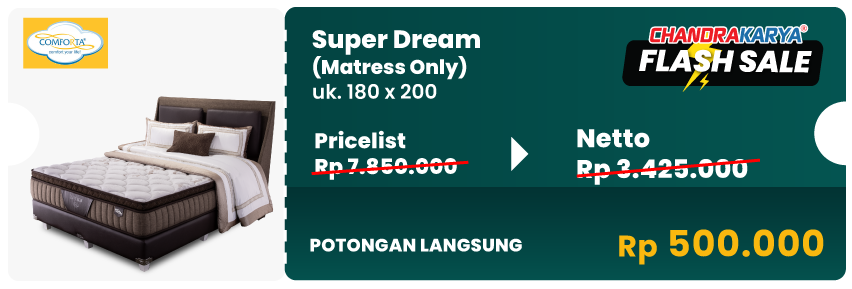 COMFORTA®
comfort your life!
Super Dream
(Matress Only)
uk. 180 x 200
CHANDRAKARYA®
FLASH SALE
Pricelist
Rp 7.850.000
Netto
Rp 3.425.000
POTONGAN LANGSUNG
Rp 500.000